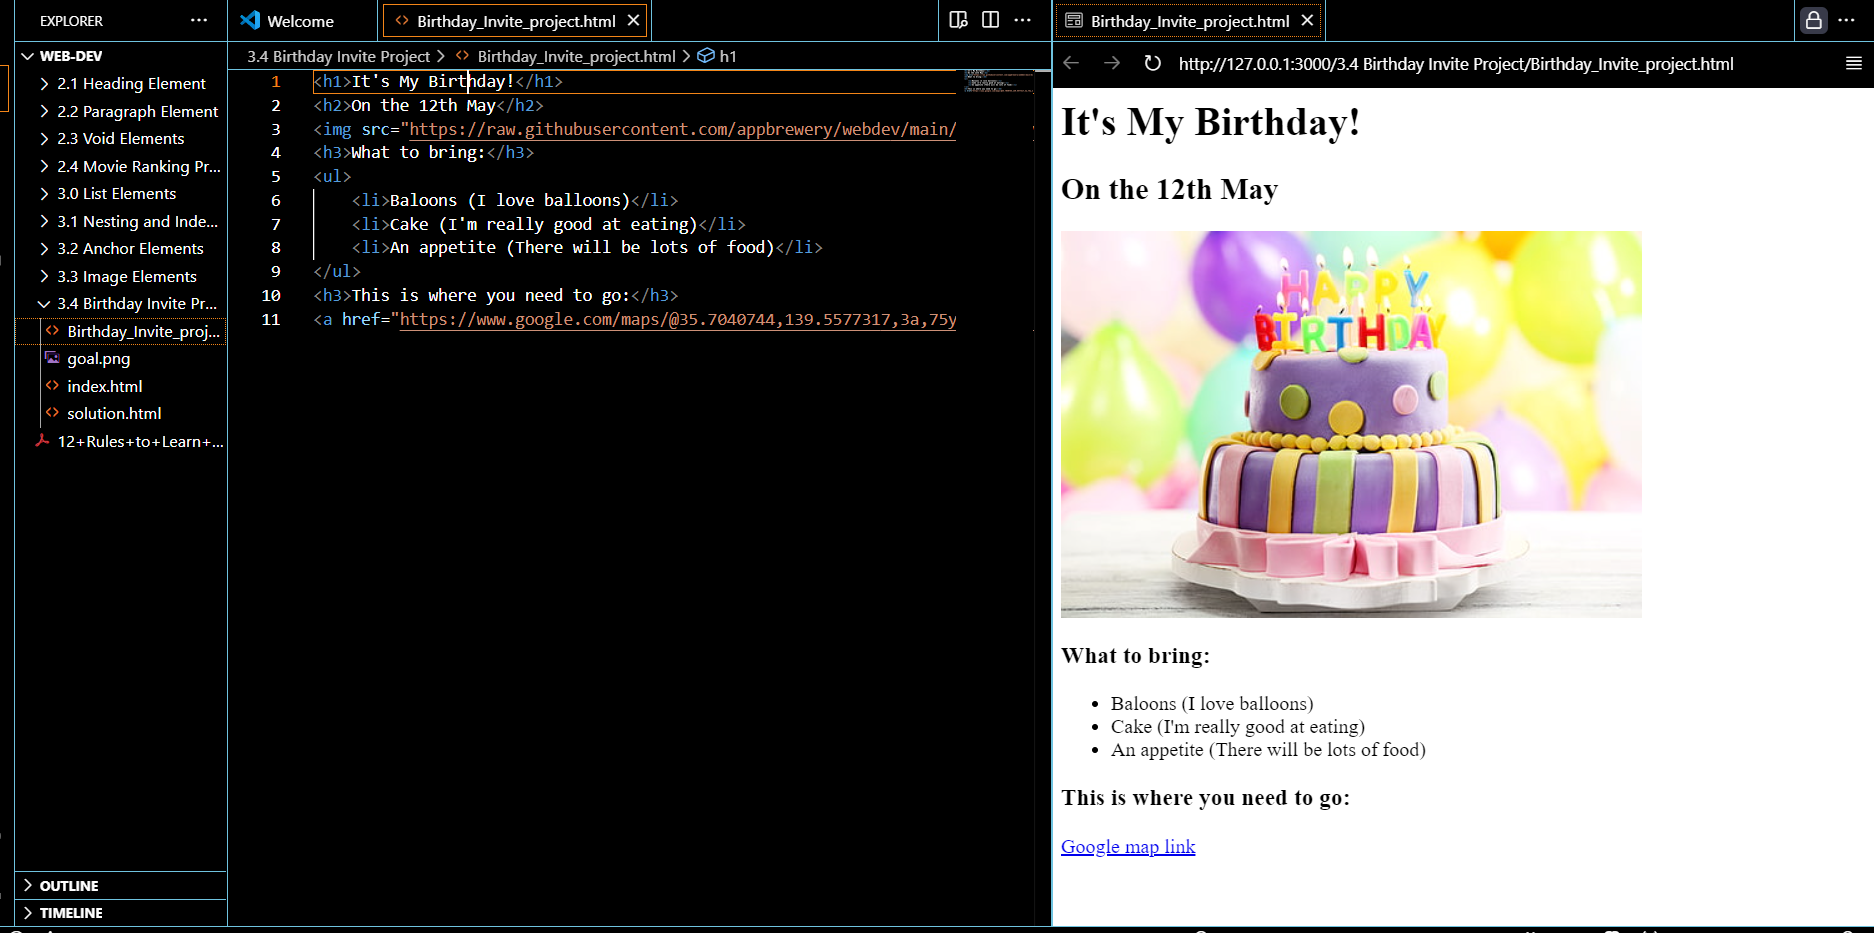 EXPLORER
WEB-DEV
2.1 Heading Element
2.2 Paragraph Element
2.3 Void Elements
2.4 Movie Ranking Pr...
3.0 List Elements
3.1 Nesting and Inde...
3.2 Anchor Elements
3.3 Image Elements
3.4 Birthday Invite Pr...
Birthday_Invite_proj...
goal.png
index.html
solution.html
12+Rules+to+Learn+...
OUTLINE
TIMELINE
Welcome
Birthday_Invite_project.html
3.4 Birthday Invite Project > Birthday_Invite_project.html > h1
1 <h1>It's My Birthday!</h1>
2 <h2>On the 12th May</h2>
3 <img src="https://raw.githubusercontent.com/appbrewery/webdev/main/
4 <h3>What to bring:</h3>
5 <ul>
6 <li>Baloons (I love balloons)</li>
7 <li>Cake (I'm really good at eating)</li>
8 <li>An appetite (There will be lots of food)</li>
9 </ul>
10 <h3>This is where you need to go:</h3>
11 <a href="https://www.google.com/maps/@35.7040744,139.5577317,3a,75y
Birthday_Invite_project.html
http://127.0.0.1:3000/3.4 Birthday Invite Project/Birthday_Invite_project.html
It's My Birthday!
On the 12th May
HAPPY
BIRTHDAY
What to bring:
Baloons (I love balloons)
Cake (I'm really good at eating)
An appetite (There will be lots of food)
This is where you need to go:
Google map link